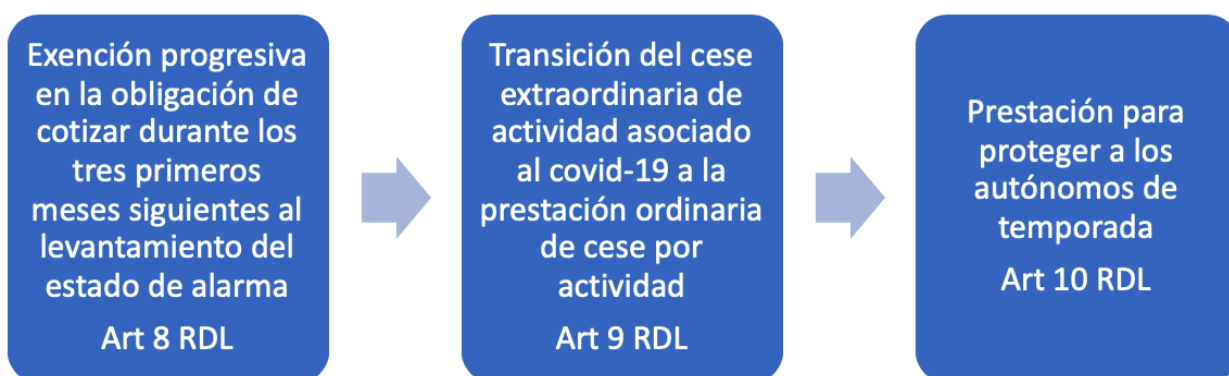 Exención progresiva
en la obligación de
cotizar durante los
tres primeros
meses siguientes al
levantamiento del
estado de alarma
Art 8 RDL
Transición del cese
extraordinaria de
actividad asociado
al covid-19 a la
prestación ordinaria
de cese por
actividad
Art 9 RDL
Prestación para
proteger a los
autónomos de
temporada
Art 10 RDL